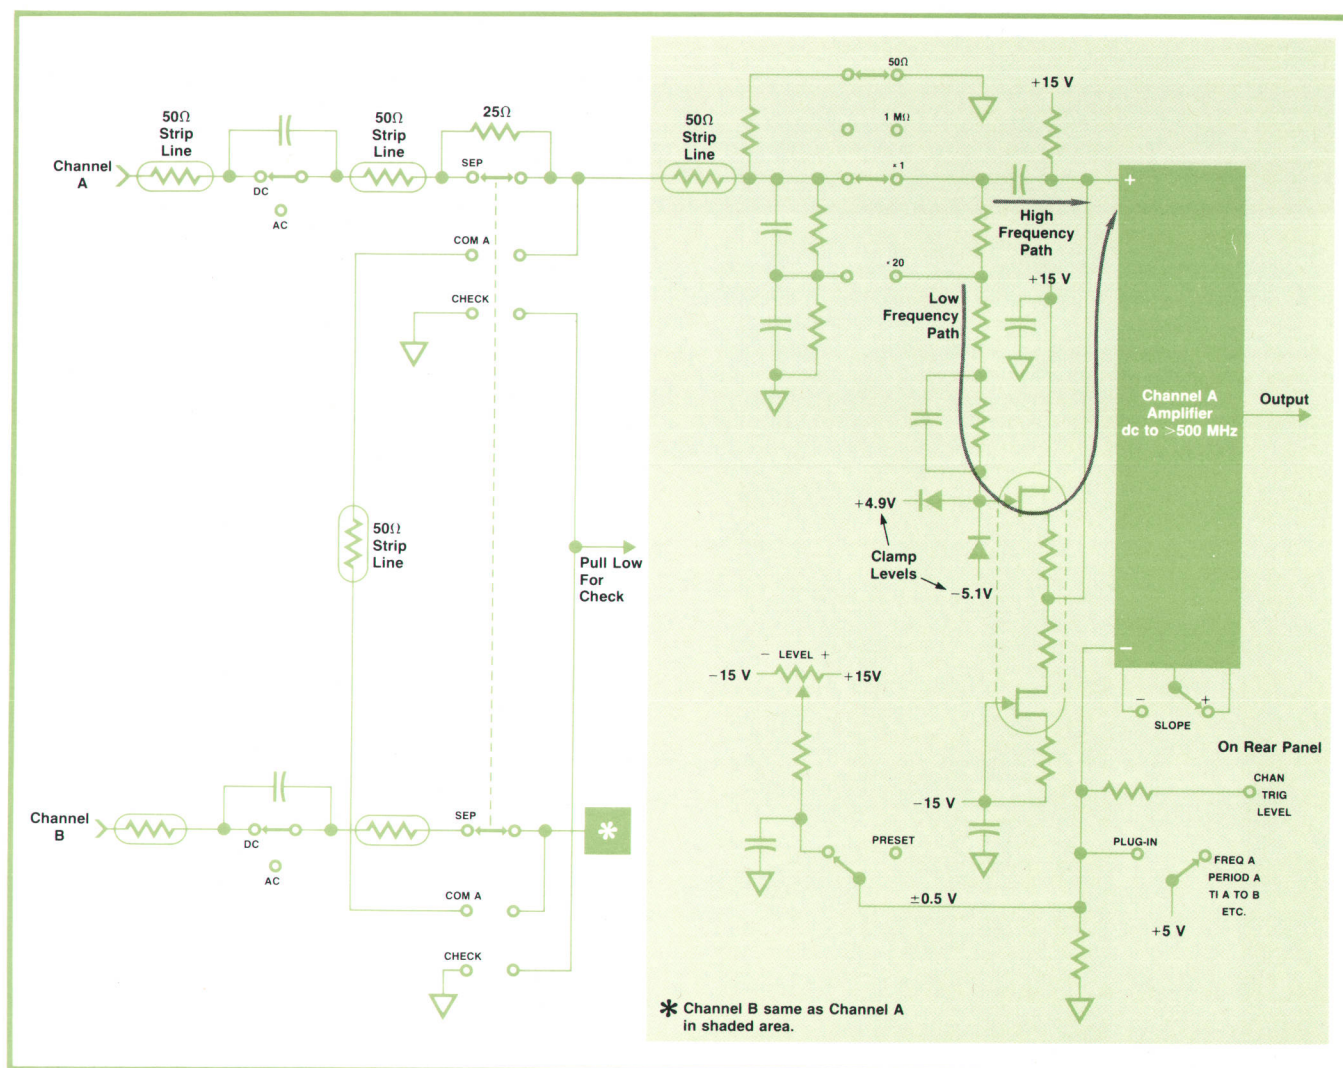 50Ω
Strip
Line
50Ω
Strip
Line
25Ω
Channel
A
DC
AC
SEP
COM A
CHECK
50Ω
Strip
Line
Pull Low
For
Check
Channel
B
DC
AC
SEP
*
COM A
CHECK
50Ω
Strip
Line
50Ω
1 MΩ
× 1
× 20
+15 V
High
Frequency
Path
+15 V
Low
Frequency
Path
+
Channel A
Amplifier
dc to >500 MHz
Output
+4.9V
Clamp
Levels
−5.1V
−
− LEVEL +
−15 V
+15V
− +
SLOPE
On Rear Panel
−15 V
CHAN
TRIG
LEVEL
PRESET
PLUG-IN
FREQ A
PERIOD A
TI A TO B
ETC.
±0.5 V
+5 V
* Channel B same as Channel A
in shaded area.